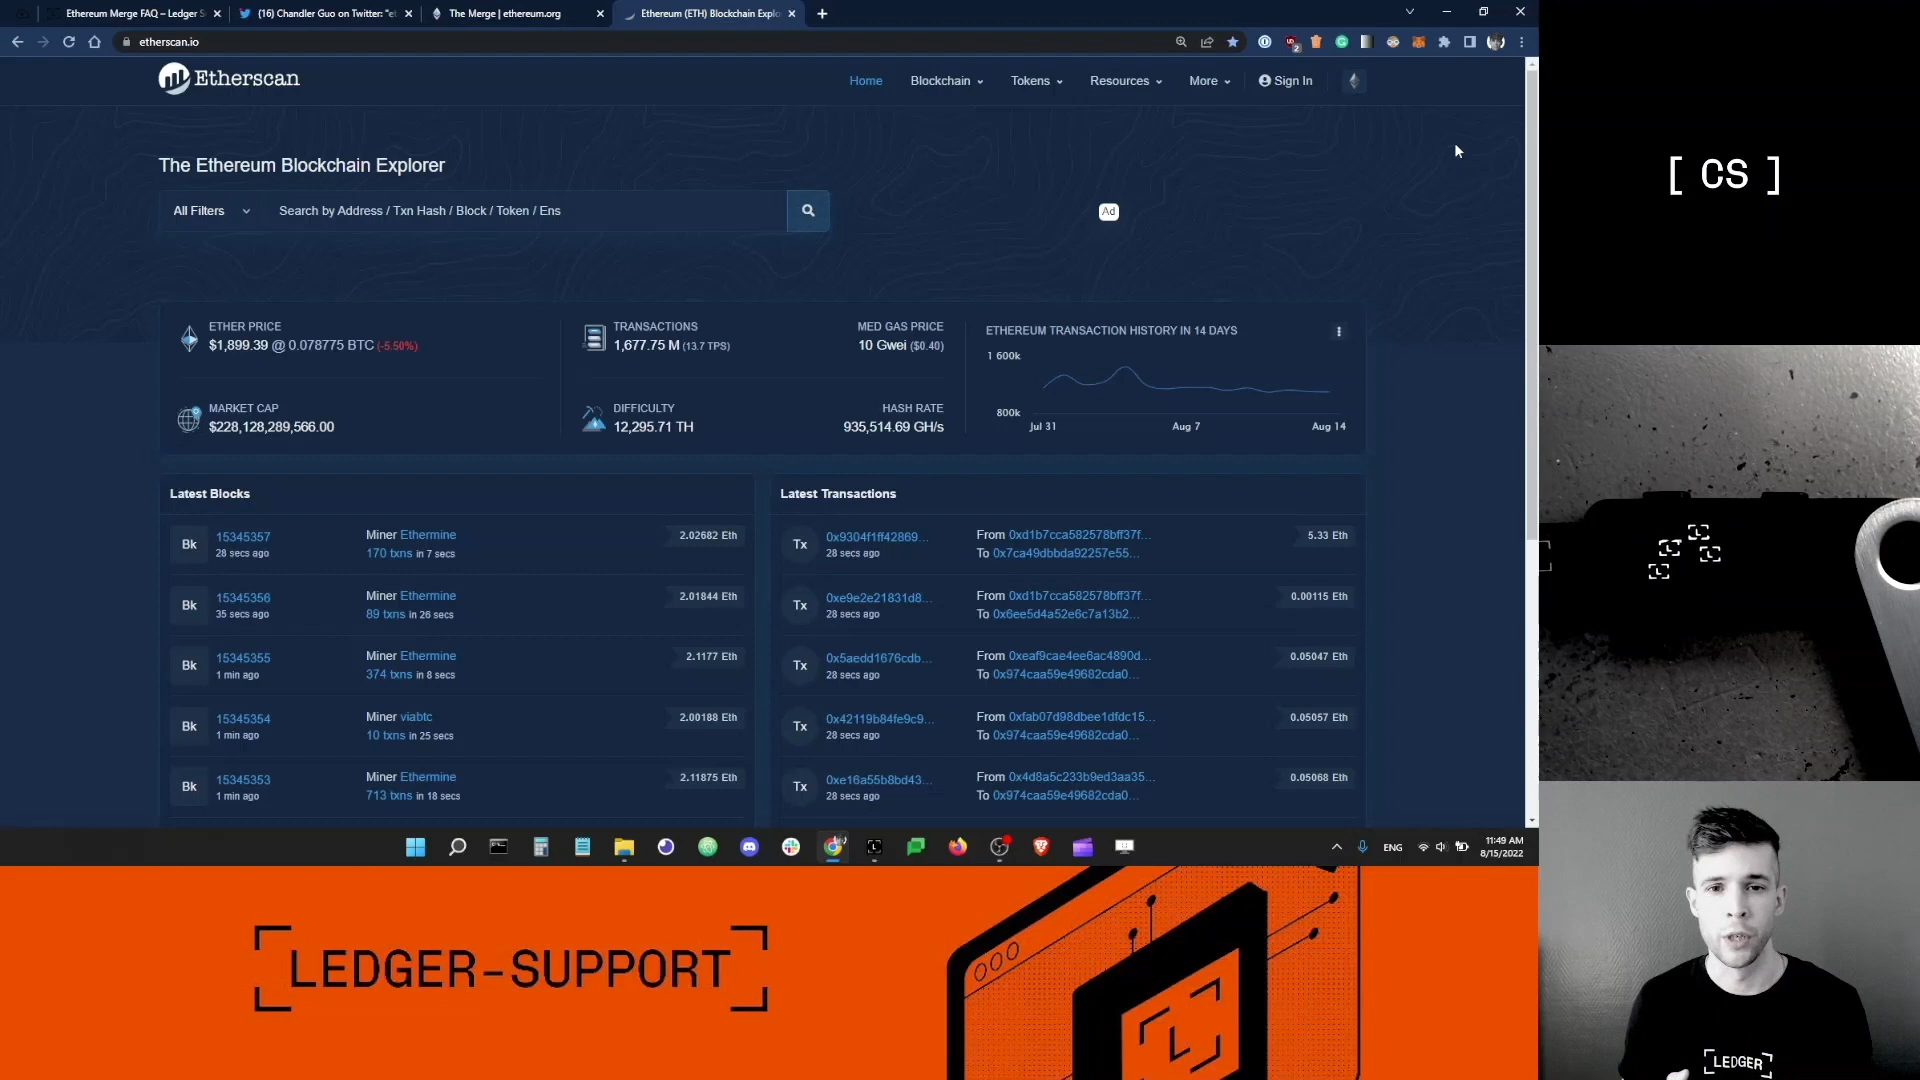 Ethereum Merge FAQ – Ledger S
(16) Chandler Guo on Twitter: "et
The Merge | ethereum.org
Ethereum (ETH) Blockchain Explo
etherscan.io
2
Etherscan
Home
Blockchain
Tokens
Resources
More
Sign In
The Ethereum Blockchain Explorer
All Filters
Search by Address / Txn Hash / Block / Token / Ens
Ad
ETHER PRICE
$1,899.39 @ 0.078775 BTC (-5.50%)
MARKET CAP
$228,128,289,566.00
TRANSACTIONS
1,677.75 M (13.7 TPS)
MED GAS PRICE
10 Gwei ($0.40)
DIFFICULTY
12,295.71 TH
HASH RATE
935,514.69 GH/s
ETHEREUM TRANSACTION HISTORY IN 14 DAYS
1 600k
800k
Jul 31
Aug 7
Aug 14
Latest Blocks
Bk
15345357
28 secs ago
Miner Ethermine
170 txns in 7 secs
2.02682 Eth
Bk
15345356
35 secs ago
Miner Ethermine
89 txns in 26 secs
2.01844 Eth
Bk
15345355
1 min ago
Miner Ethermine
374 txns in 8 secs
2.1177 Eth
Bk
15345354
1 min ago
Miner viabtc
10 txns in 25 secs
2.00188 Eth
Bk
15345353
1 min ago
Miner Ethermine
713 txns in 18 secs
2.11875 Eth
Latest Transactions
Tx
0x9304f1ff42869...
28 secs ago
From 0xd1b7cca582578bff37f...
To 0x7ca49dbbda92257e55...
5.33 Eth
Tx
0xe9e2e21831d8...
28 secs ago
From 0xd1b7cca582578bff37f...
To 0x6ee5d4a52e6c7a13b2...
0.00115 Eth
Tx
0x5aedd1676cdb...
28 secs ago
From 0xeaf9cae4ee6ac4890d...
To 0x974caa59e49682cda0...
0.05047 Eth
Tx
0x42119b84fe9c9...
28 secs ago
From 0xfab07d98dbee1dfdc15...
To 0x974caa59e49682cda0...
0.05057 Eth
Tx
0xe16a55b8bd43...
28 secs ago
From 0x4d8a5c233b9ed3aa35...
To 0x974caa59e49682cda0...
0.05068 Eth
ENG
11:49 AM
8/15/2022
[ CS ]
LEDGER-SUPPORT
LEDGER